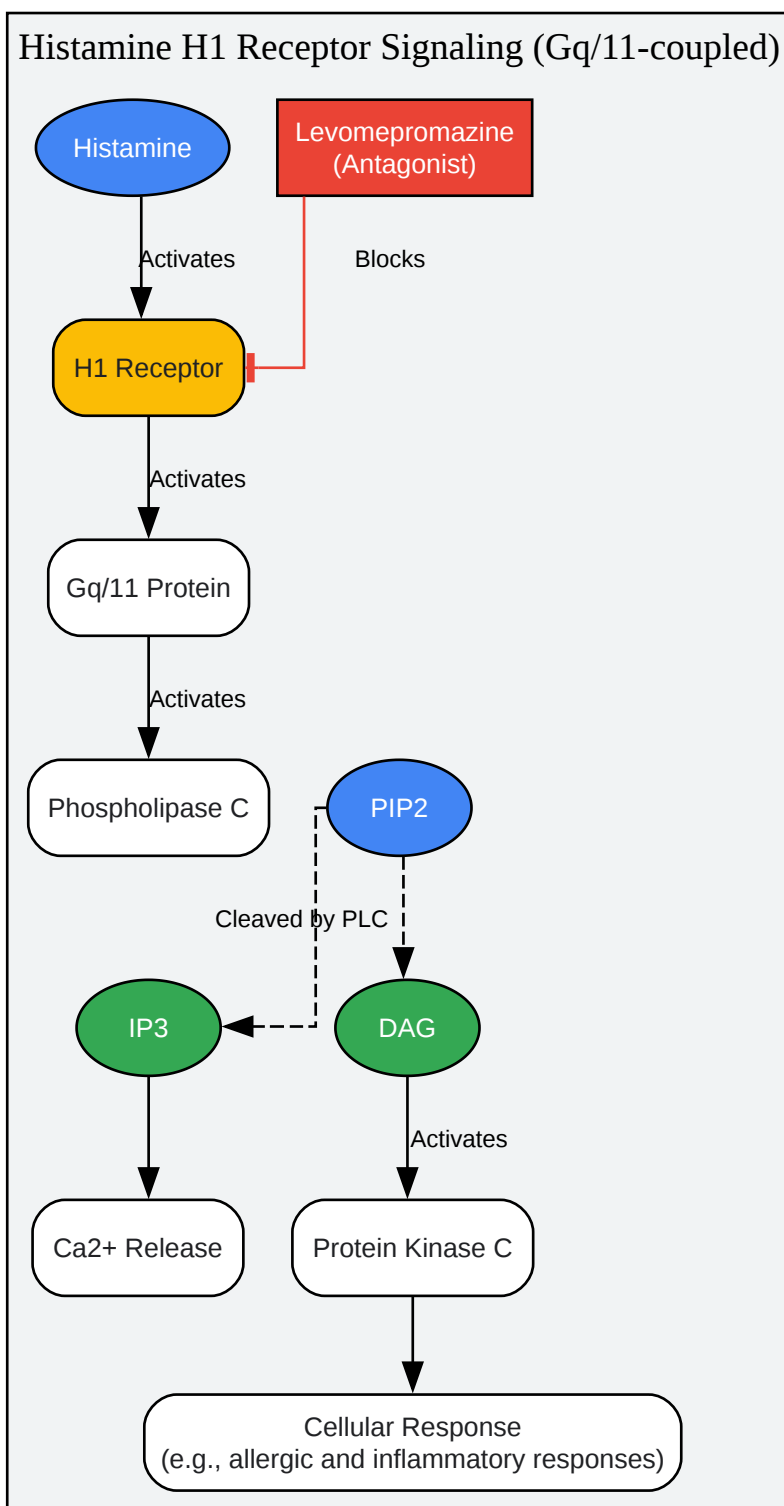 Histamine H1 Receptor Signaling (Gq/11-coupled)
Histamine
Levomepromazine
(Antagonist)
Activates
Blocks
H1 Receptor
Activates
Gq/11 Protein
Activates
Phospholipase C
PIP2
Cleaved by PLC
IP3
DAG
Activates
Ca2+ Release
Protein Kinase C
Cellular Response
(e.g., allergic and inflammatory responses)